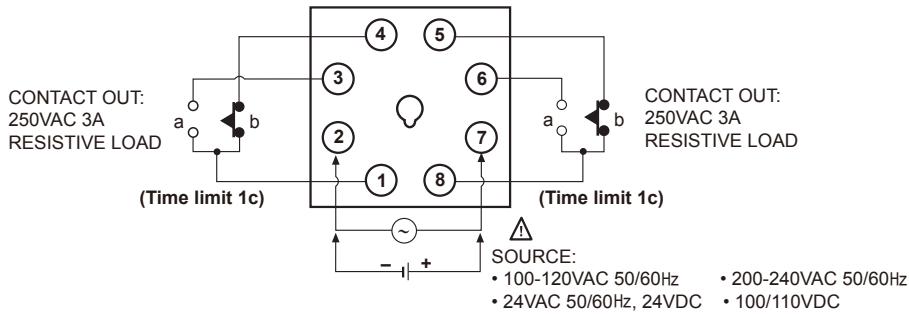 4 5
3 6
CONTACT OUT:
250VAC 3A
RESISTIVE LOAD
a b
2 7
a b
CONTACT OUT:
250VAC 3A
RESISTIVE LOAD
1 8
(Time limit 1c)
(Time limit 1c)
~
− +
SOURCE:
• 100-120VAC 50/60Hz • 200-240VAC 50/60Hz
• 24VAC 50/60Hz, 24VDC • 100/110VDC